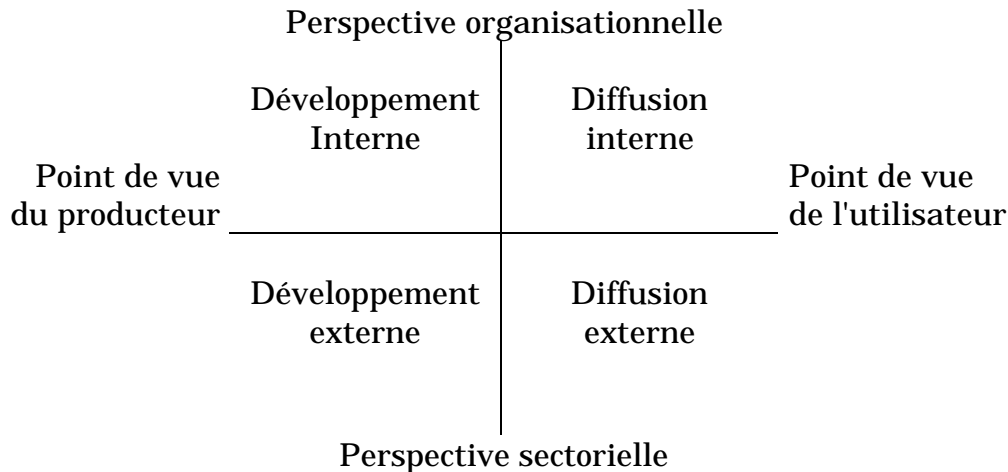 Perspective organisationnelle
Développement
Interne
Diffusion
interne
Point de vue
du producteur
Point de vue
de l'utilisateur
Développement
externe
Diffusion
externe
Perspective sectorielle